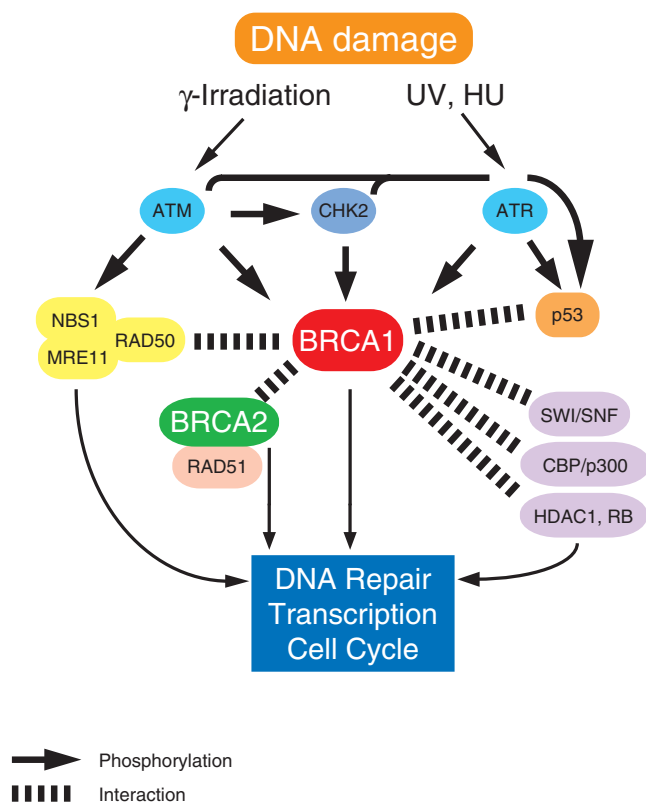 DNA damage
γ-Irradiation
UV, HU
ATM
CHK2
ATR
NBS1
RAD50
MRE11
BRCA1
p53
BRCA2
RAD51
SWI/SNF
CBP/p300
HDAC1, RB
DNA Repair
Transcription
Cell Cycle
Phosphorylation
Interaction